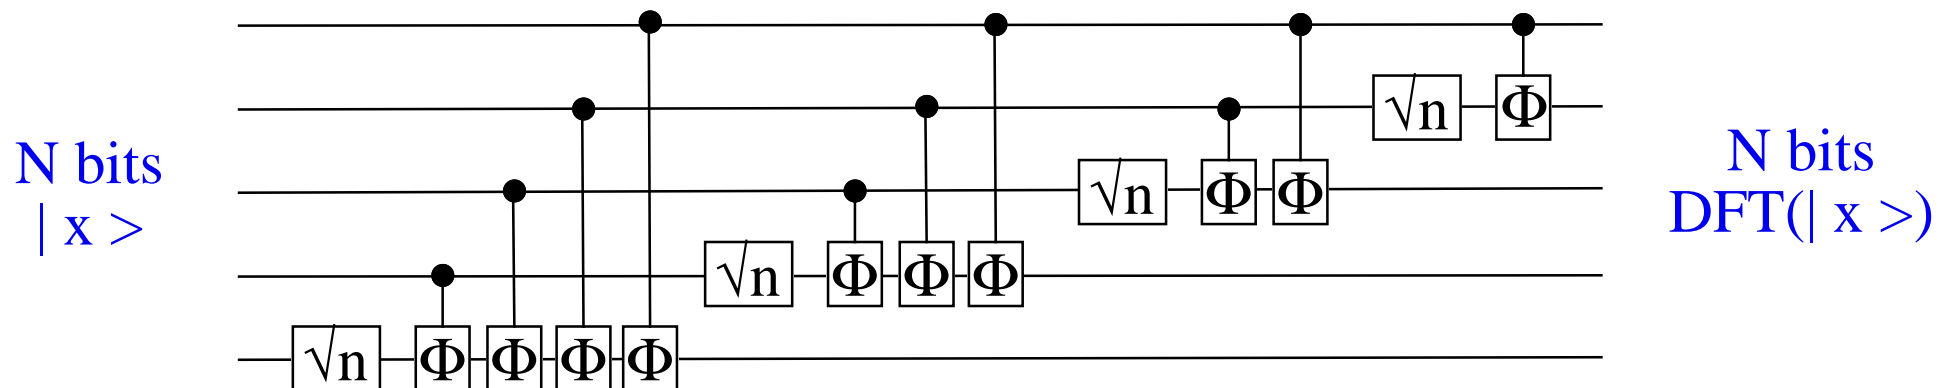 N bits
| x >
√n Φ
√n Φ Φ
√n Φ Φ Φ
√n Φ Φ Φ Φ
N bits
DFT(| x >)